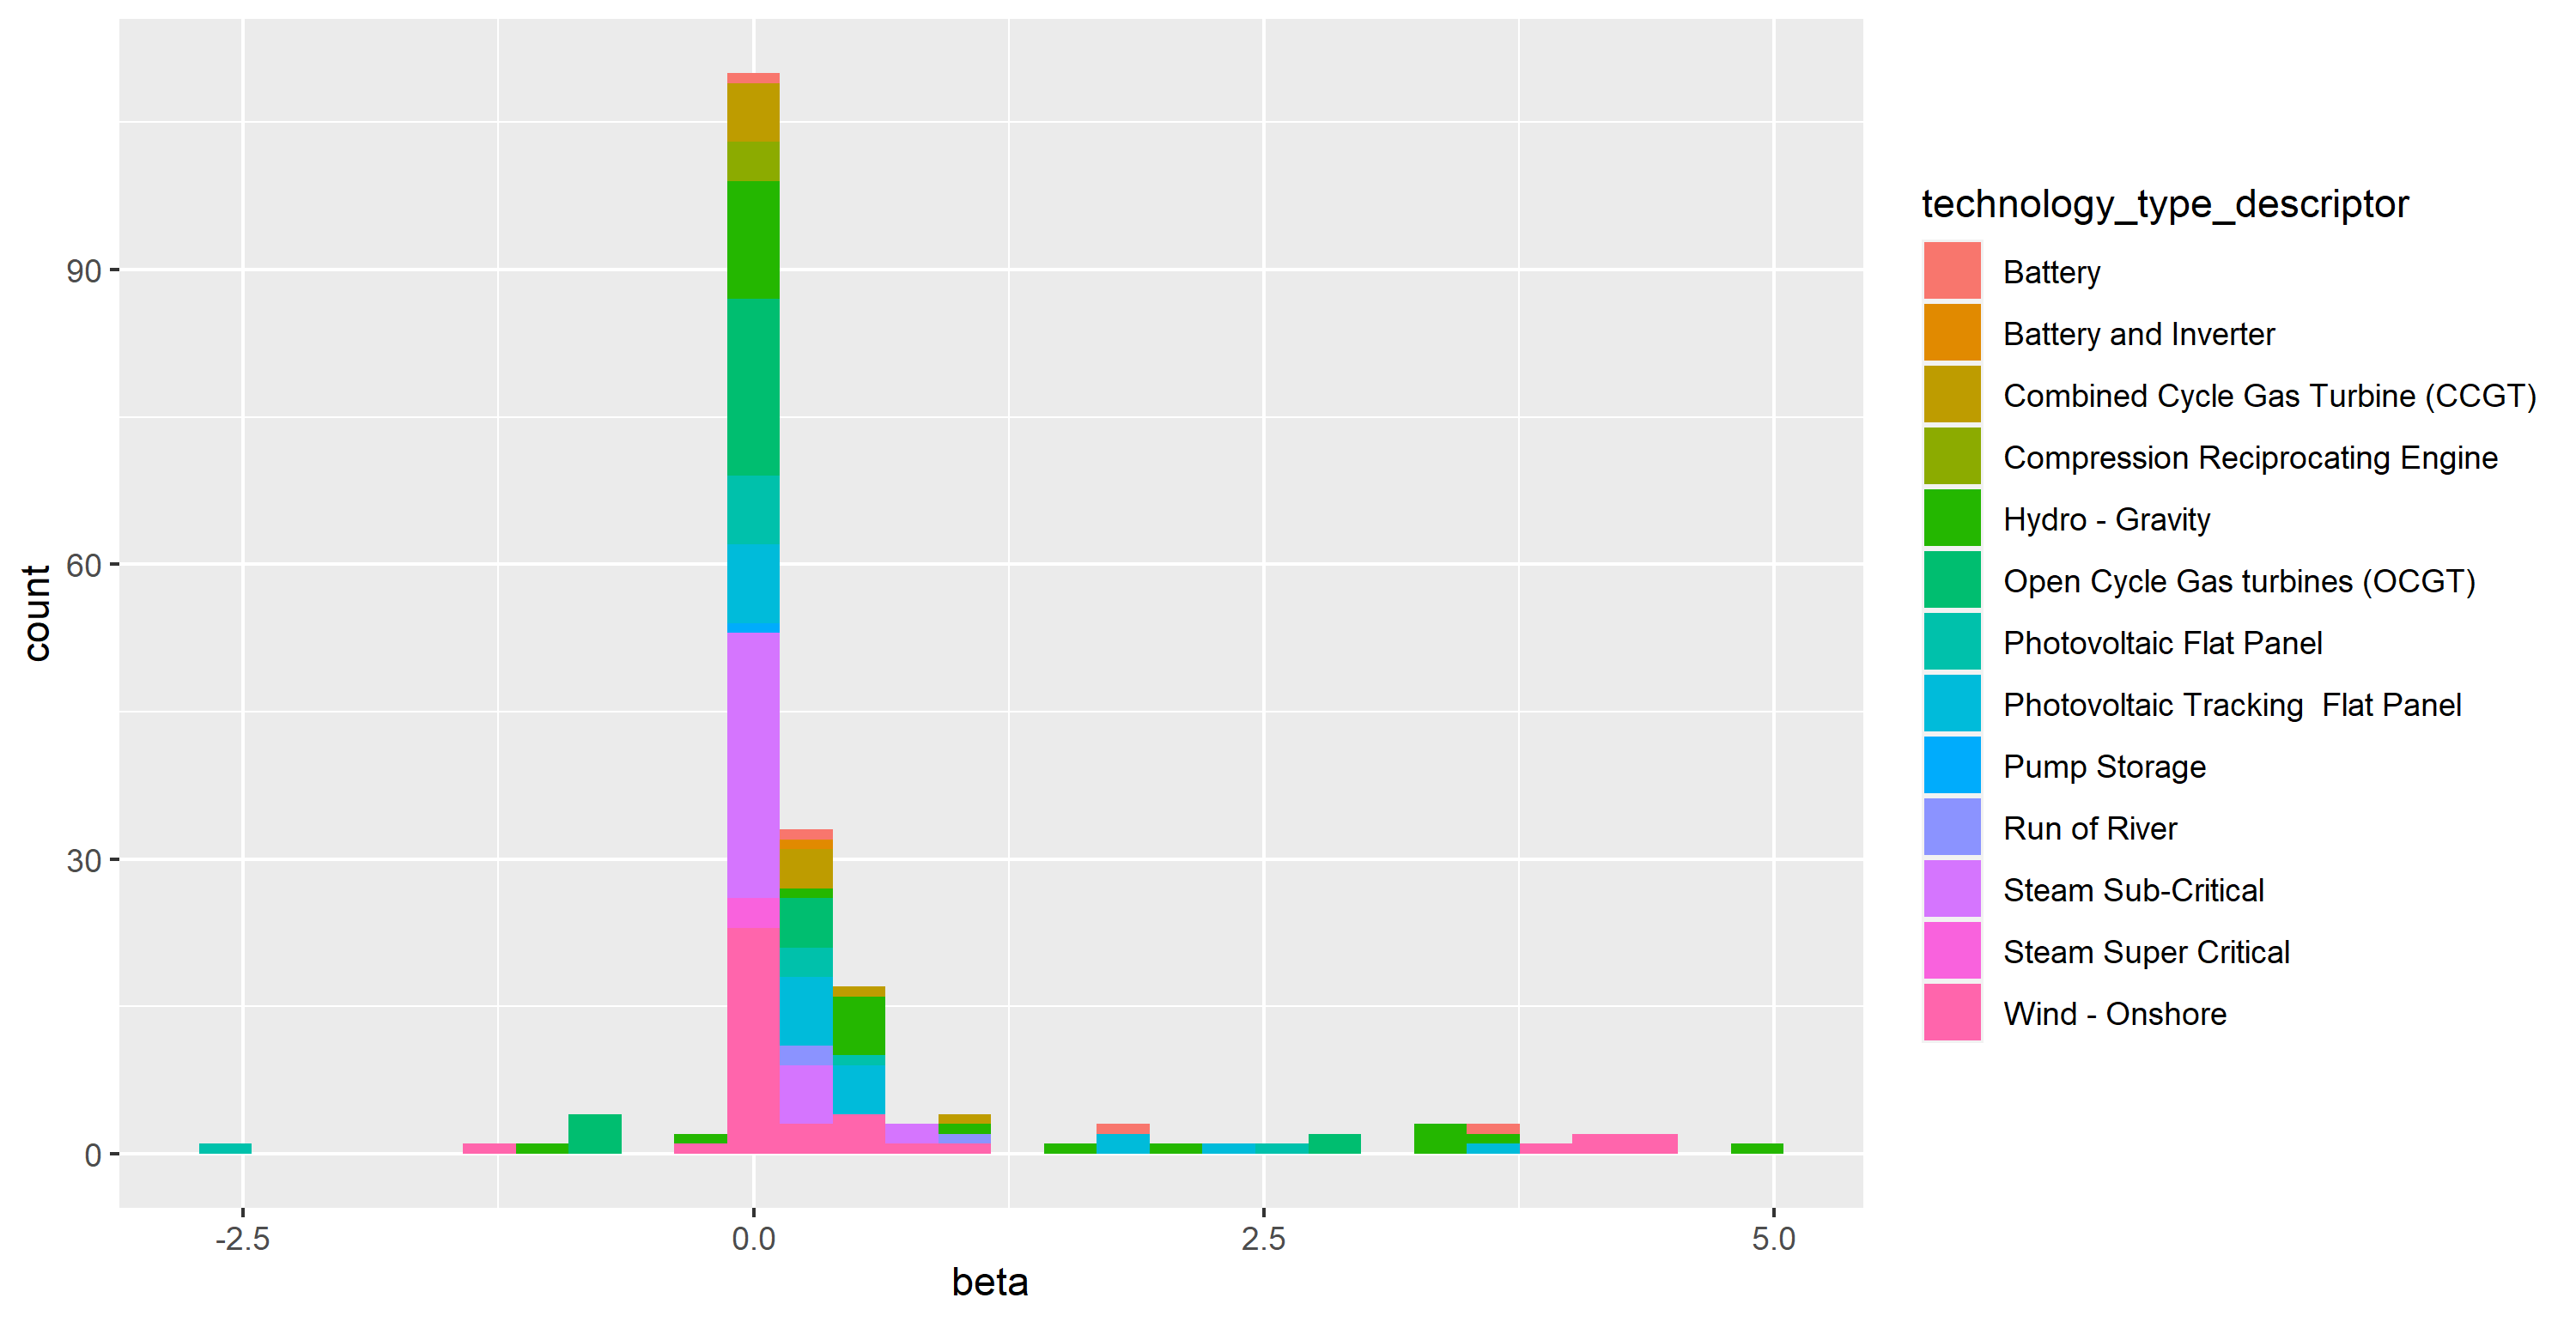 technology_type_descriptor
Battery
Battery and Inverter
Combined Cycle Gas Turbine (CCGT)
Compression Reciprocating Engine
Hydro - Gravity
Open Cycle Gas turbines (OCGT)
Photovoltaic Flat Panel
Photovoltaic Tracking  Flat Panel
Pump Storage
Run of River
Steam Sub-Critical
Steam Super Critical
Wind - Onshore
count
90
60
30
0
-2.5
0.0
2.5
5.0
beta